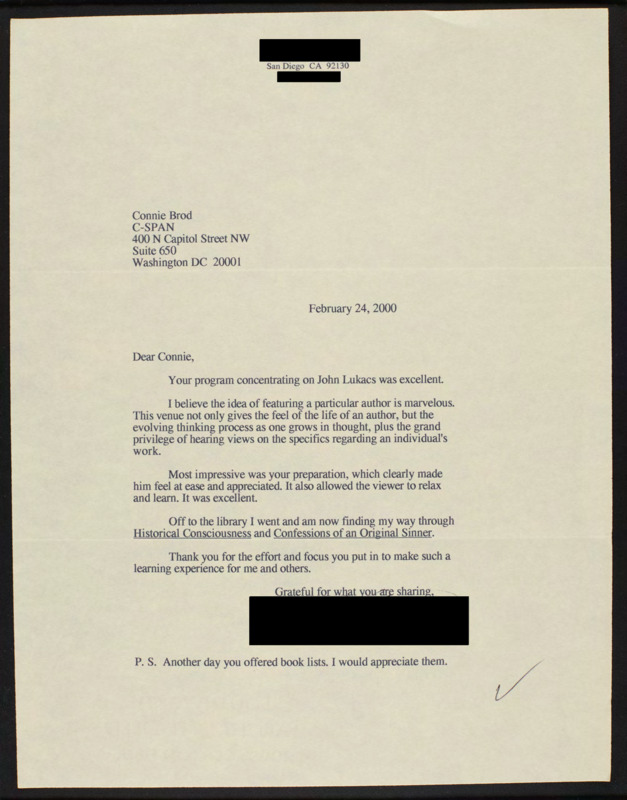 San Diego CA 92130
Connie Brod
C-SPAN
400 N Capitol Street NW
Suite 650
Washington DC 20001
February 24, 2000
Dear Connie,
Your program concentrating on John Lukacs was excellent.
I believe the idea of featuring a particular author is marvelous.
This venue not only gives the feel of the life of an author, but the
evolving thinking process as one grows in thought, plus the grand
privilege of hearing views on the specifics regarding an individual's
work.
Most impressive was your preparation, which clearly made
him feel at ease and appreciated. It also allowed the viewer to relax
and learn. It was excellent.
Off to the library I went and am now finding my way through
Historical Consciousness and Confessions of an Original Sinner.
Thank you for the effort and focus you put in to make such a
learning experience for me and others.
Grateful for what you are sharing,
P. S. Another day you offered book lists. I would appreciate them.